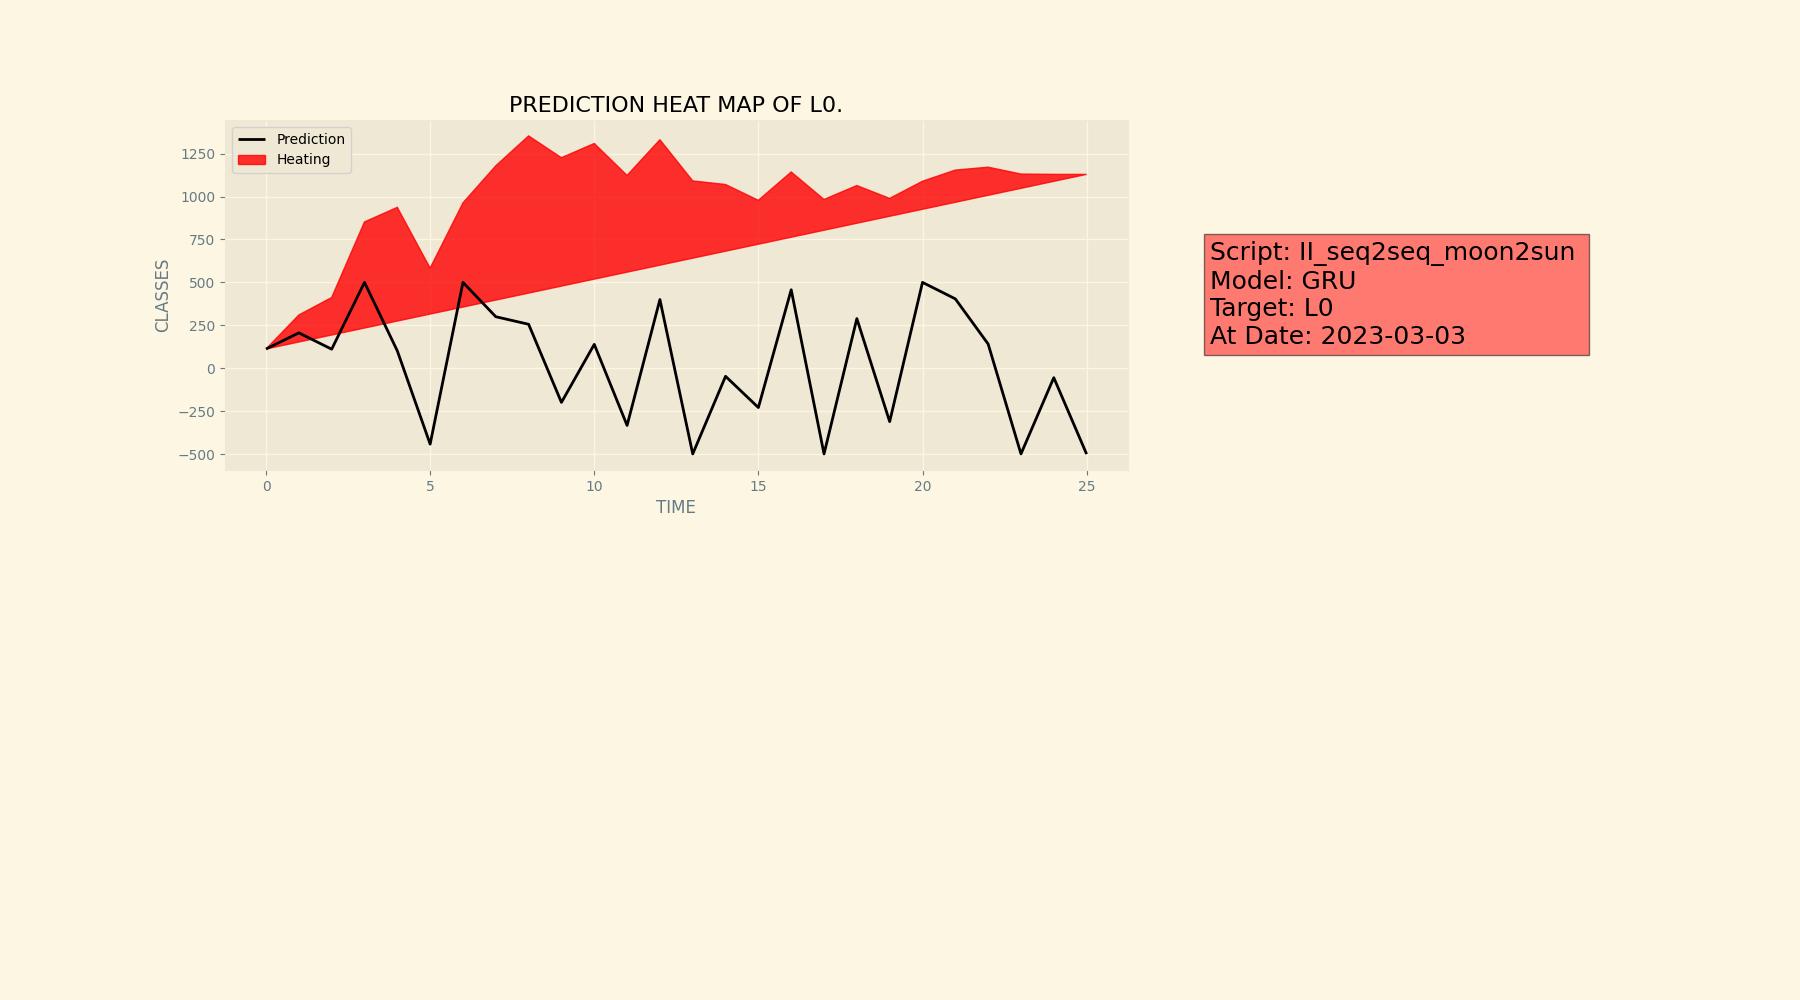 PREDICTION HEAT MAP OF L0.
Prediction
Heating
1250
1000
750
500
250
0
−250
−500
CLASSES
0 5 10 15 20 25
TIME
Script: II_seq2seq_moon2sun
Model: GRU
Target: L0
At Date: 2023-03-03